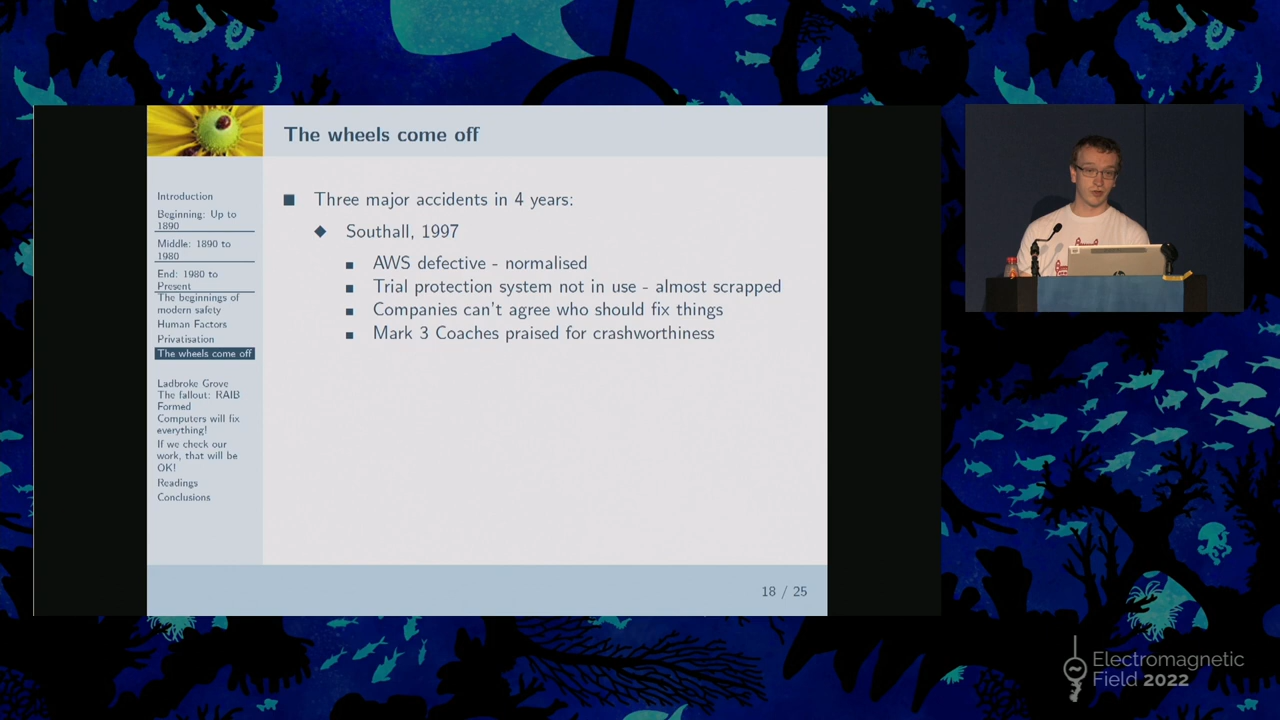 The wheels come off
Introduction
Beginning: Up to
1890
Middle: 1890 to
1980
End: 1980 to
Present
The beginnings of
modern safety
Human Factors
Privatisation
The wheels come off
Ladbroke Grove
The fallout: RAIB
Formed
Computers will fix
everything!
If we check our
work, that will be
OK!
Readings
Conclusions
Three major accidents in 4 years:
Southall, 1997
AWS defective - normalised
Trial protection system not in use - almost scrapped
Companies can't agree who should fix things
Mark 3 Coaches praised for crashworthiness
18 / 25
Electromagnetic
Field 2022